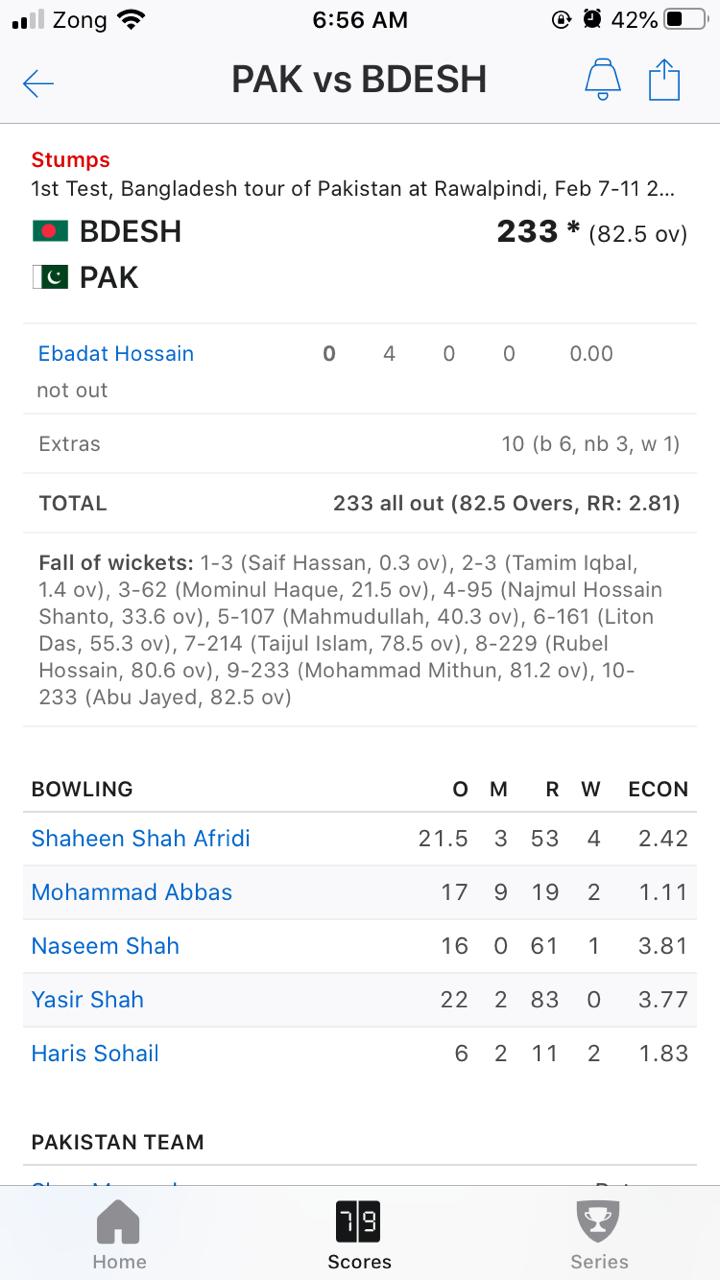 Zong 6:56 AM 42%
PAK vs BDESH
Stumps
1st Test, Bangladesh tour of Pakistan at Rawalpindi, Feb 7-11 2...
BDESH 233 * (82.5 ov)
PAK
Ebadat Hossain 0 4 0 0 0.00
not out
Extras 10 (b 6, nb 3, w 1)
TOTAL 233 all out (82.5 Overs, RR: 2.81)
Fall of wickets: 1-3 (Saif Hassan, 0.3 ov), 2-3 (Tamim Iqbal,
1.4 ov), 3-62 (Mominul Haque, 21.5 ov), 4-95 (Najmul Hossain
Shanto, 33.6 ov), 5-107 (Mahmudullah, 40.3 ov), 6-161 (Liton
Das, 55.3 ov), 7-214 (Taijul Islam, 78.5 ov), 8-229 (Rubel
Hossain, 80.6 ov), 9-233 (Mohammad Mithun, 81.2 ov), 10-
233 (Abu Jayed, 82.5 ov)
BOWLING O M R W ECON
Shaheen Shah Afridi 21.5 3 53 4 2.42
Mohammad Abbas 17 9 19 2 1.11
Naseem Shah 16 0 61 1 3.81
Yasir Shah 22 2 83 0 3.77
Haris Sohail 6 2 11 2 1.83
PAKISTAN TEAM
79
Home Scores Series